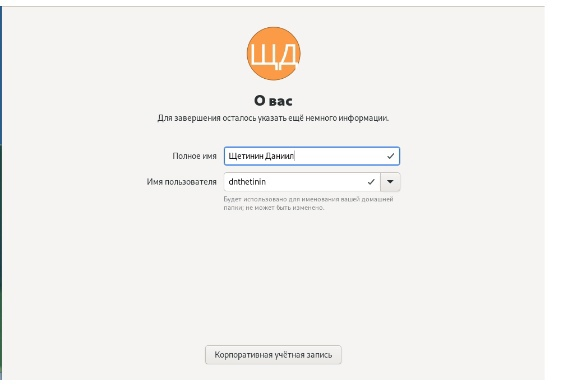 ЩД
О вас
Для завершения осталось указать ещё немного информации.
Полное имя Щетинин Даниил
Имя пользователя dnthetinin
Будет использовано для именования вашей домашней
папки; не может быть изменено.
Корпоративная учётная запись